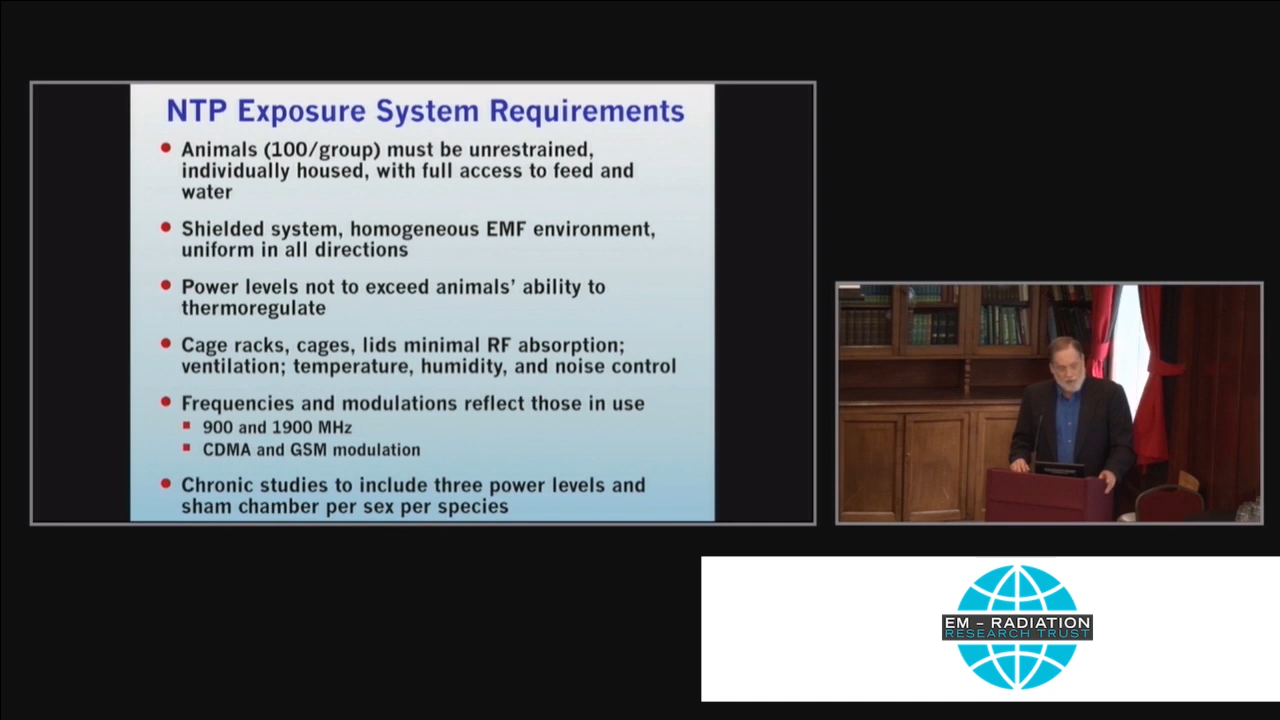 NTP Exposure System Requirements
Animals (100/group) must be unrestrained,
individually housed, with full access to feed and
water
Shielded system, homogeneous EMF environment,
uniform in all directions
Power levels not to exceed animals' ability to
thermoregulate
Cage racks, cages, lids minimal RF absorption;
ventilation; temperature, humidity, and noise control
Frequencies and modulations reflect those in use
900 and 1900 MHz
CDMA and GSM modulation
Chronic studies to include three power levels and
sham chamber per sex per species
EM – RADIATION
RESEARCH TRUST